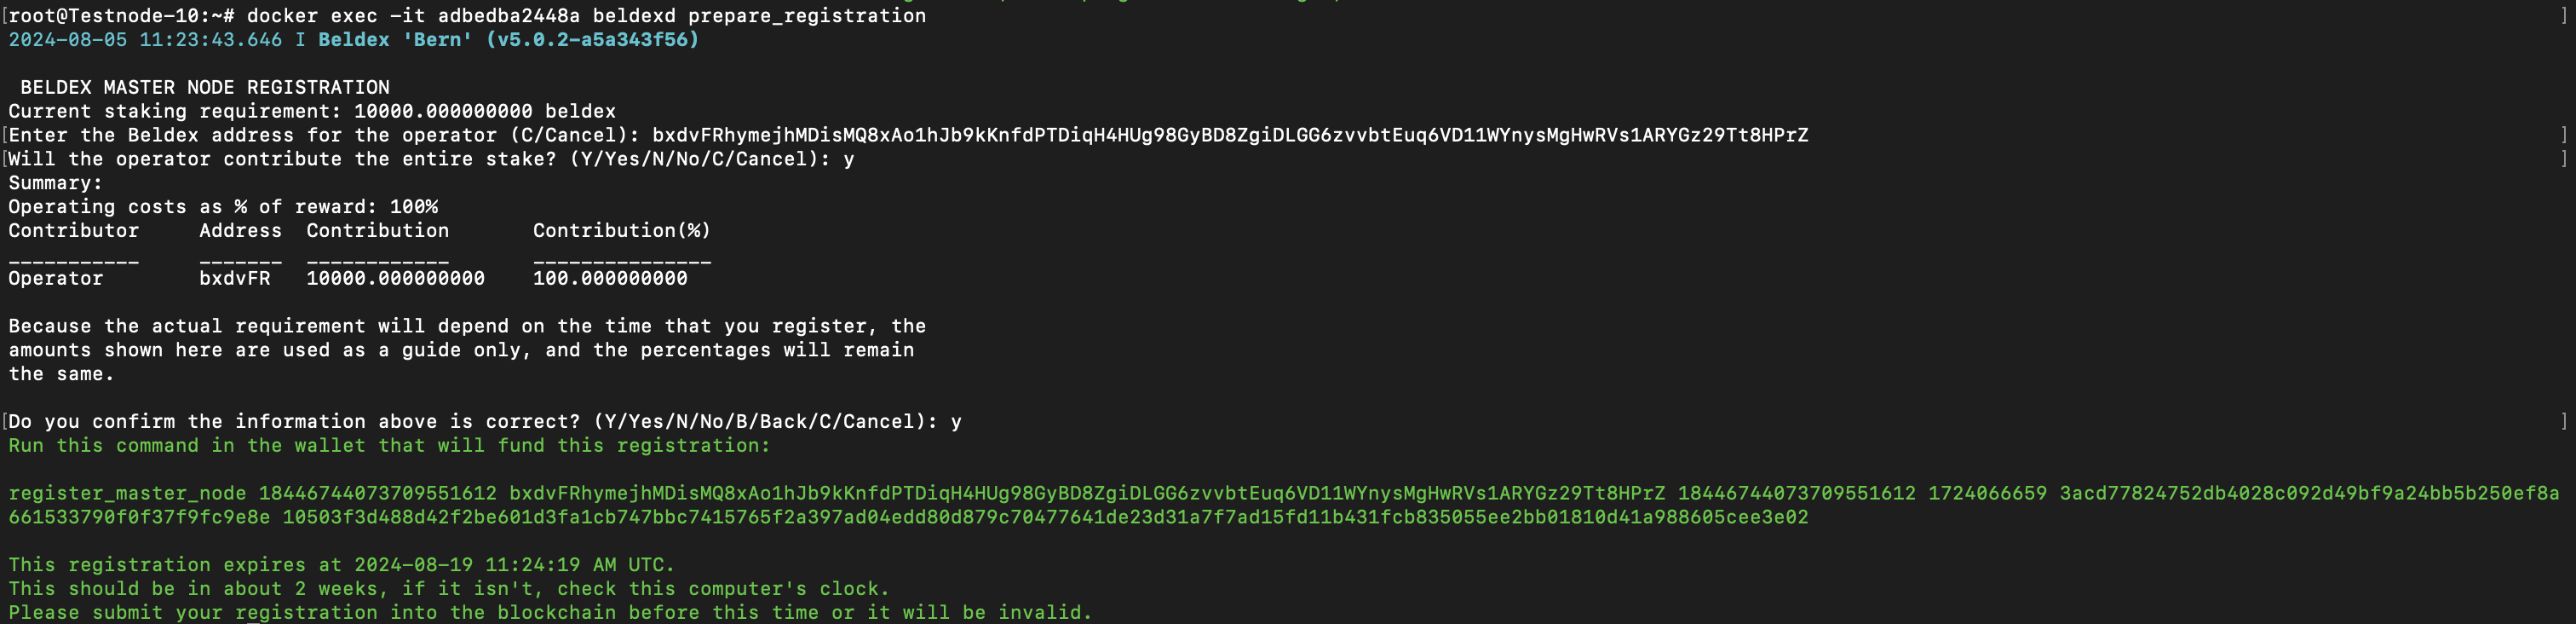 [root@Testnode-10:~# docker exec -it adbedba2448a beldexd prepare_registration ]
2024-08-05 11:23:43.646 I Beldex 'Bern' (v5.0.2-a5a343f56)
BELDEX MASTER NODE REGISTRATION
Current staking requirement: 10000.000000000 beldex
[Enter the Beldex address for the operator (C/Cancel): bxdvFRhymejhMDisMQ8xAo1hJb9kKnfdPTDiqH4HUg98GyBD8ZgiDLGG6zvvbtEuq6VD11WYnysMgHwRVs1ARYGz29Tt8HPrZ ]
[Will the operator contribute the entire stake? (Y/Yes/N/No/C/Cancel): y ]
Summary:
Operating costs as % of reward: 100%
Contributor Address Contribution Contribution(%)
___________ _______ ____________ _______________
Operator bxdvFR 10000.000000000 100.000000000
Because the actual requirement will depend on the time that you register, the
amounts shown here are used as a guide only, and the percentages will remain
the same.
[Do you confirm the information above is correct? (Y/Yes/N/No/B/Back/C/Cancel): y ]
Run this command in the wallet that will fund this registration:
register_master_node 18446744073709551612 bxdvFRhymejhMDisMQ8xAo1hJb9kKnfdPTDiqH4HUg98GyBD8ZgiDLGG6zvvbtEuq6VD11WYnysMgHwRVs1ARYGz29Tt8HPrZ 18446744073709551612 1724066659 3acd77824752db4028c092d49bf9a24bb5b250ef8a
661533790f0f37f9fc9e8e 10503f3d488d42f2be601d3fa1cb747bbc7415765f2a397ad04edd80d879c70477641de23d31a7f7ad15fd11b431fcb835055ee2bb01810d41a988605cee3e02
This registration expires at 2024-08-19 11:24:19 AM UTC.
This should be in about 2 weeks, if it isn't, check this computer's clock.
Please submit your registration into the blockchain before this time or it will be invalid.